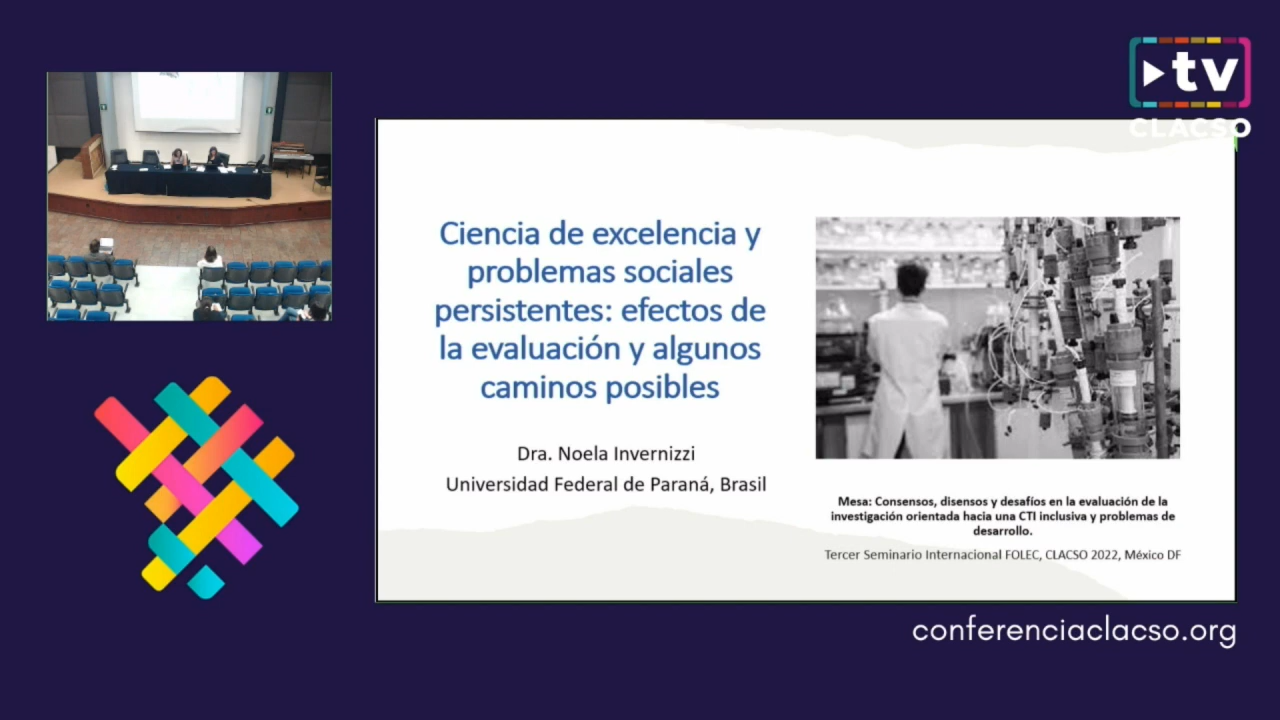 tv
CLACSO
Ciencia de excelencia y
problemas sociales
persistentes: efectos de
la evaluación y algunos
caminos posibles
Dra. Noela Invernizzi
Universidad Federal de Paraná, Brasil
Mesa: Consensos, disensos y desafíos en la evaluación de la
investigación orientada hacia una CTI inclusiva y problemas de
desarrollo.
Tercer Seminario Internacional FOLEC, CLACSO 2022, México DF
conferenciaclacso.org